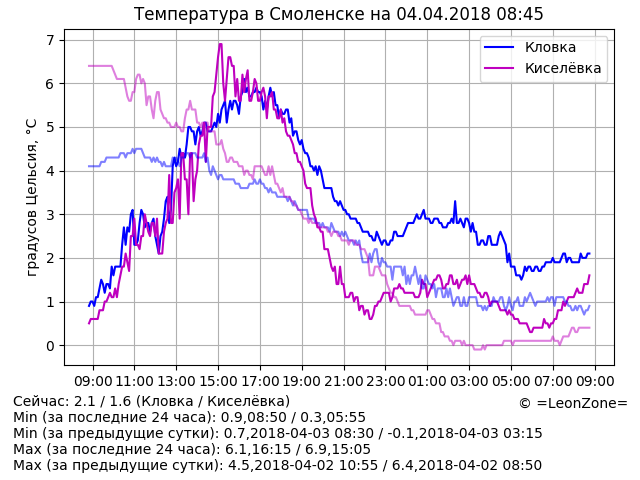 Температура в Смоленске на 04.04.2018 08:45
Кловка
Киселёвка
градусов Цельсия, °C
7
6
5
4
3
2
1
0
09:00 11:00 13:00 15:00 17:00 19:00 21:00 23:00 01:00 03:00 05:00 07:00 09:00
Сейчас: 2.1 / 1.6 (Кловка / Киселёвка)
© =LeonZone=
Min (за последние 24 часа): 0.9,08:50 / 0.3,05:55
Min (за предыдущие сутки): 0.7,2018-04-03 08:30 / -0.1,2018-04-03 03:15
Max (за последние 24 часа): 6.1,16:15 / 6.9,15:05
Max (за предыдущие сутки): 4.5,2018-04-02 10:55 / 6.4,2018-04-02 08:50